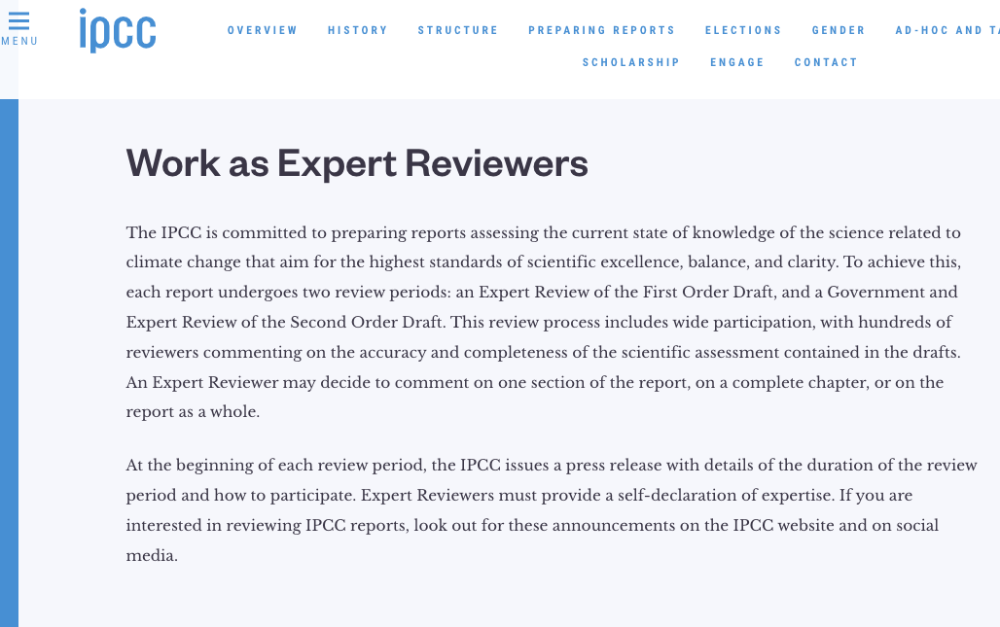 MENU
ipcc
OVERVIEW HISTORY STRUCTURE PREPARING REPORTS ELECTIONS GENDER AD-HOC AND
SCHOLARSHIP ENGAGE CONTACT
Work as Expert Reviewers
The IPCC is committed to preparing reports assessing the current state of knowledge of the science related to
climate change that aim for the highest standards of scientific excellence, balance, and clarity. To achieve this,
each report undergoes two review periods: an Expert Review of the First Order Draft, and a Government and
Expert Review of the Second Order Draft. This review process includes wide participation, with hundreds of
reviewers commenting on the accuracy and completeness of the scientific assessment contained in the drafts.
An Expert Reviewer may decide to comment on one section of the report, on a complete chapter, or on the
report as a whole.
At the beginning of each review period, the IPCC issues a press release with details of the duration of the review
period and how to participate. Expert Reviewers must provide a self-declaration of expertise. If you are
interested in reviewing IPCC reports, look out for these announcements on the IPCC website and on social
media.